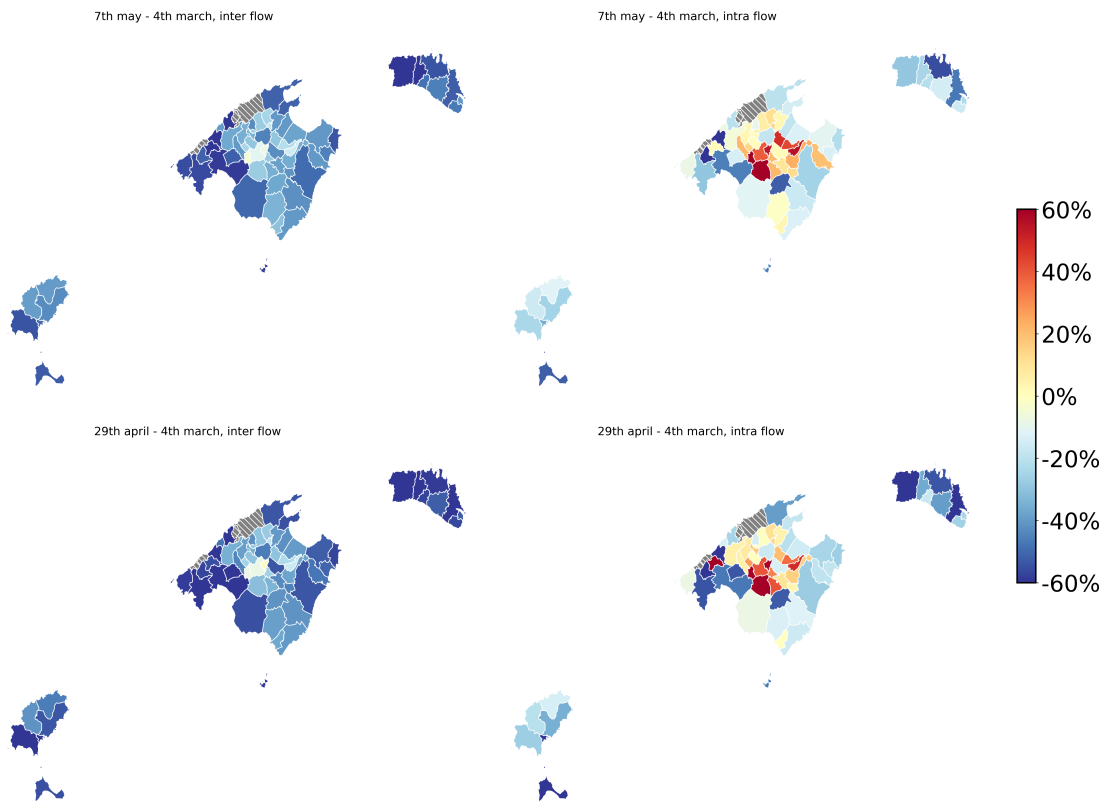 7th may - 4th march, inter flow
7th may - 4th march, intra flow
60%
40%
20%
0%
-20%
-40%
-60%
29th april - 4th march, inter flow
29th april - 4th march, intra flow